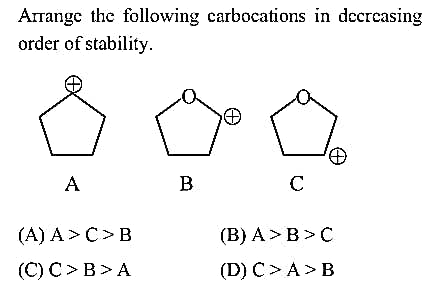 Arrange the following carbocations in decreasing
order of stability.
⊕ O ⊕ O ⊕
A B C
(A) A > C > B (B) A > B > C
(C) C > B > A (D) C > A > B